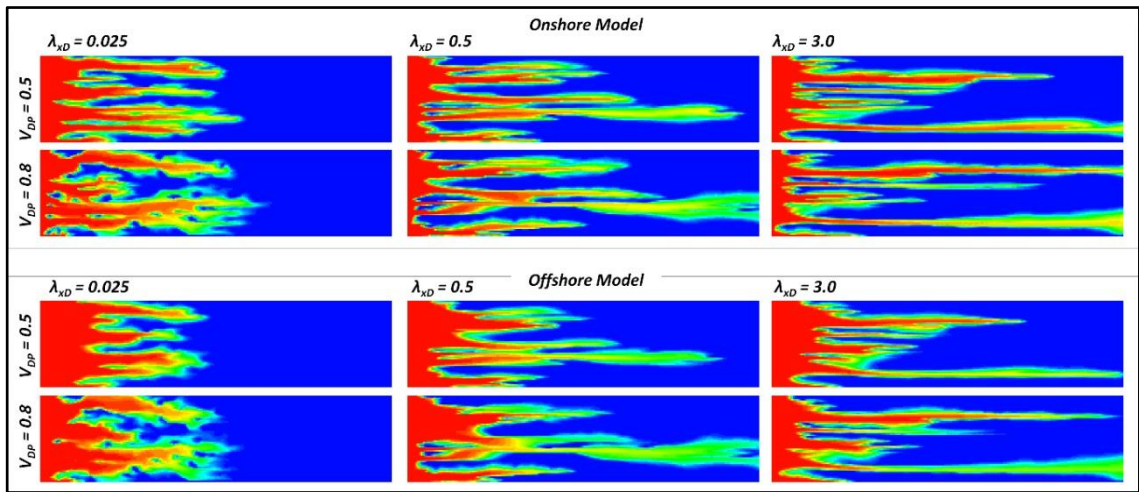 Onshore Model
λxD = 0.025
λxD = 0.5
λxD = 3.0
VDP = 0.5
VDP = 0.8
Offshore Model
λxD = 0.025
λxD = 0.5
λxD = 3.0
VDP = 0.5
VDP = 0.8